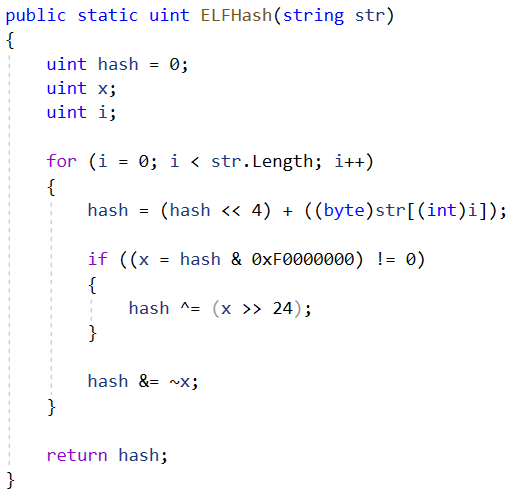 public static uint ELFHash(string str)
{
    uint hash = 0;
    uint x;
    uint i;

    for (i = 0; i < str.Length; i++)
    {
        hash = (hash << 4) + ((byte)str[(int)i]);

        if ((x = hash & 0xF0000000) != 0)
        {
            hash ^= (x >> 24);
        }

        hash &= ~x;
    }

    return hash;
}